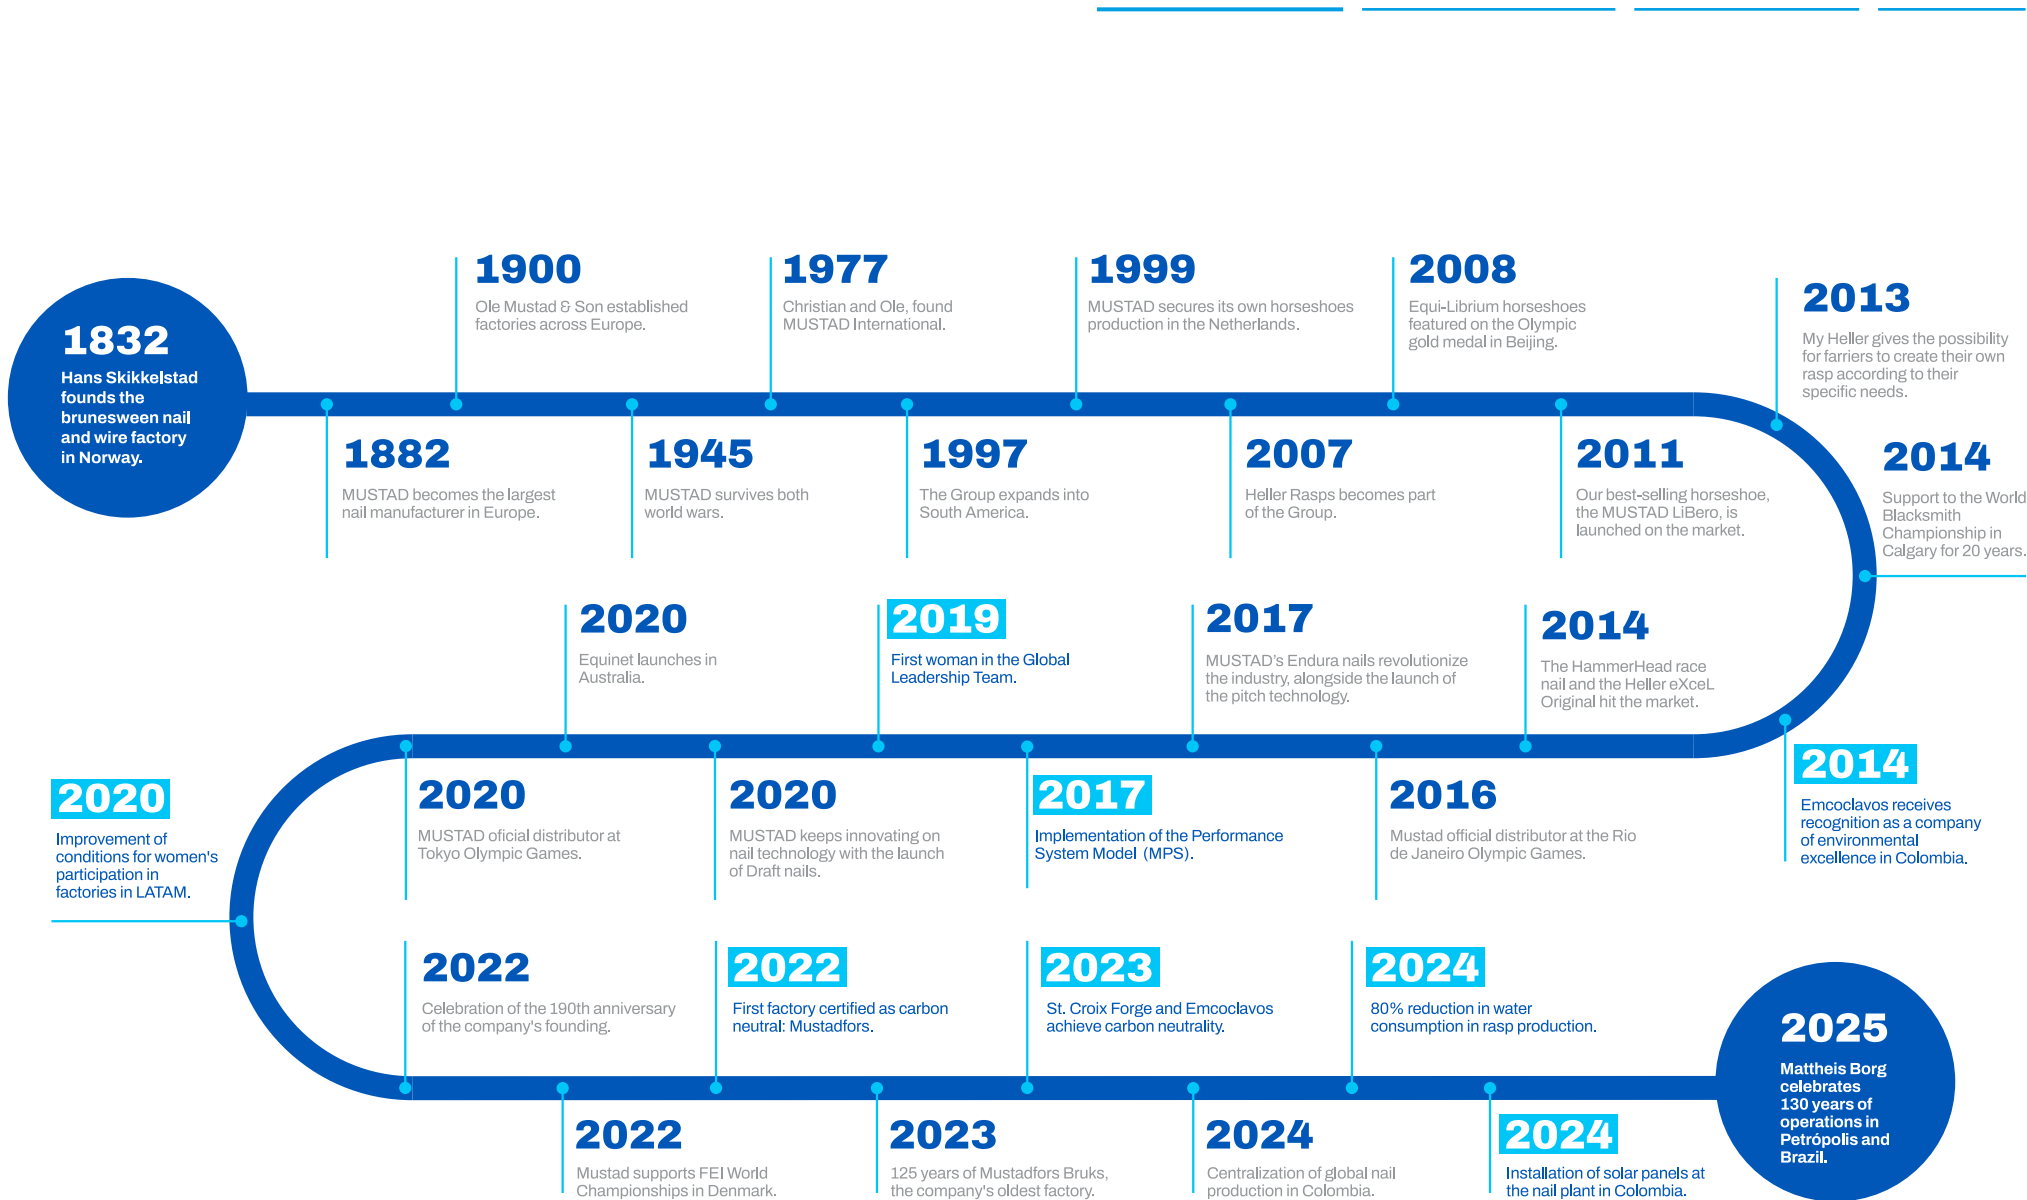 1832
Hans Skikkelstad
founds the
brunesween nail
and wire factory
in Norway.
1882
MUSTAD becomes the largest
nail manufacturer in Europe.
1900
Ole Mustad & Son established
factories across Europe.
1945
MUSTAD survives both
world wars.
1977
Christian and Ole, found
MUSTAD International.
1997
The Group expands into
South America.
1999
MUSTAD secures its own horseshoes
production in the Netherlands.
2007
Heller Rasps becomes part
of the Group.
2008
Equi-Librium horseshoes
featured on the Olympic
gold medal in Beijing.
2011
Our best-selling horseshoe,
the MUSTAD LiBero, is
launched on the market.
2013
My Heller gives the possibility
for farriers to create their own
rasp according to their
specific needs.
2014
Support to the World
Blacksmith
Championship in
Calgary for 20 years.
2014
Emcoclavos receives
recognition as a company
of environmental
excellence in Colombia.
2014
The HammerHead race
nail and the Heller eXceL
Original hit the market.
2016
Mustad official distributor at the Rio
de Janeiro Olympic Games.
2017
MUSTAD's Endura nails revolutionize
the industry, alongside the launch of
the pitch technology.
2017
Implementation of the Performance
System Model (MPS).
2019
First woman in the Global
Leadership Team.
2020
MUSTAD keeps innovating on
nail technology with the launch
of Draft nails.
2020
Equinet launches in
Australia.
2020
MUSTAD oficial distributor at
Tokyo Olympic Games.
2020
Improvement of
conditions for women's
participation in
factories in LATAM.
2022
Celebration of the 190th anniversary
of the company's founding.
2022
Mustad supports FEI World
Championships in Denmark.
2022
First factory certified as carbon
neutral: Mustadfors.
2023
125 years of Mustadfors Bruks,
the company's oldest factory.
2023
St. Croix Forge and Emcoclavos
achieve carbon neutrality.
2024
Centralization of global nail
production in Colombia.
2024
80% reduction in water
consumption in rasp production.
2024
Installation of solar panels at
the nail plant in Colombia.
2025
Mattheis Borg
celebrates
130 years of
operations in
Petrópolis and
Brazil.